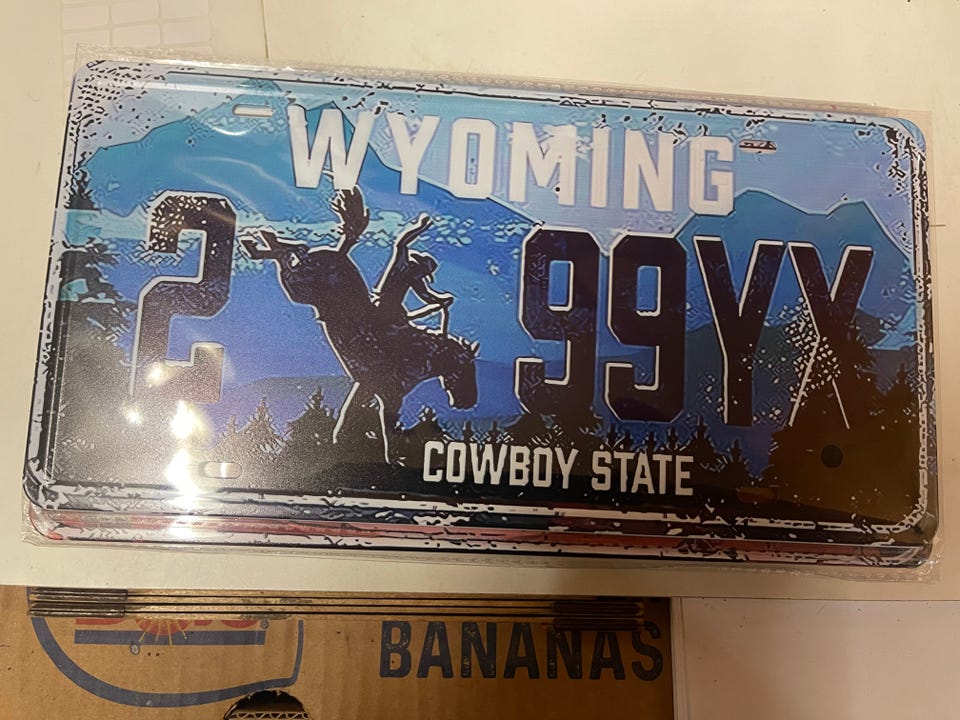 WYOMING
2 99YX
COWBOY STATE
BANANAS